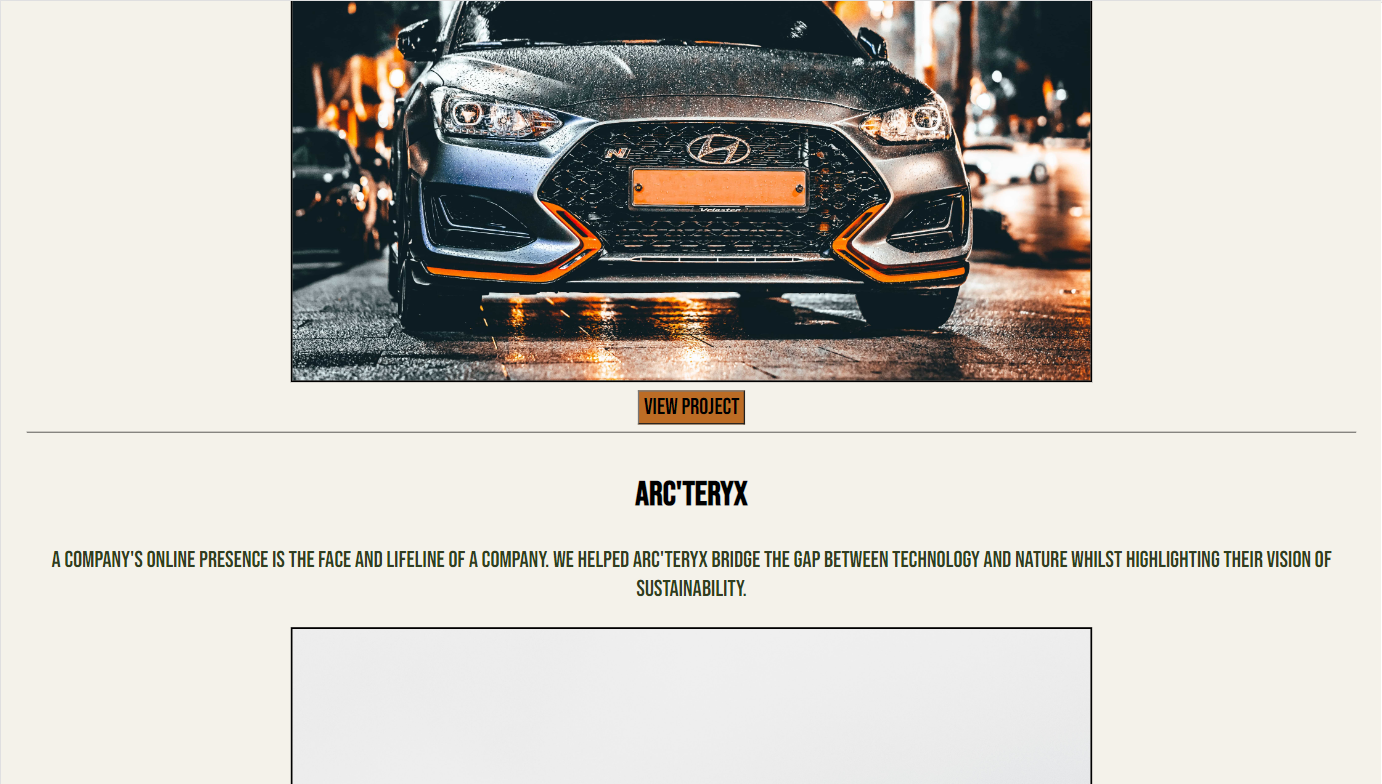 N
Veloster
VIEW PROJECT
ARC'TERYX
A COMPANY'S ONLINE PRESENCE IS THE FACE AND LIFELINE OF A COMPANY. WE HELPED ARC'TERYX BRIDGE THE GAP BETWEEN TECHNOLOGY AND NATURE WHILST HIGHLIGHTING THEIR VISION OF
SUSTAINABILITY.